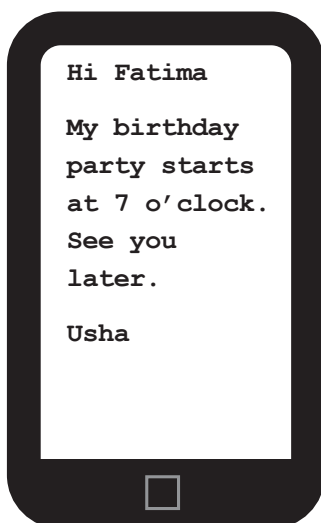 Hi Fatima
My birthday
party starts
at 7 o’clock.
See you
later.
Usha